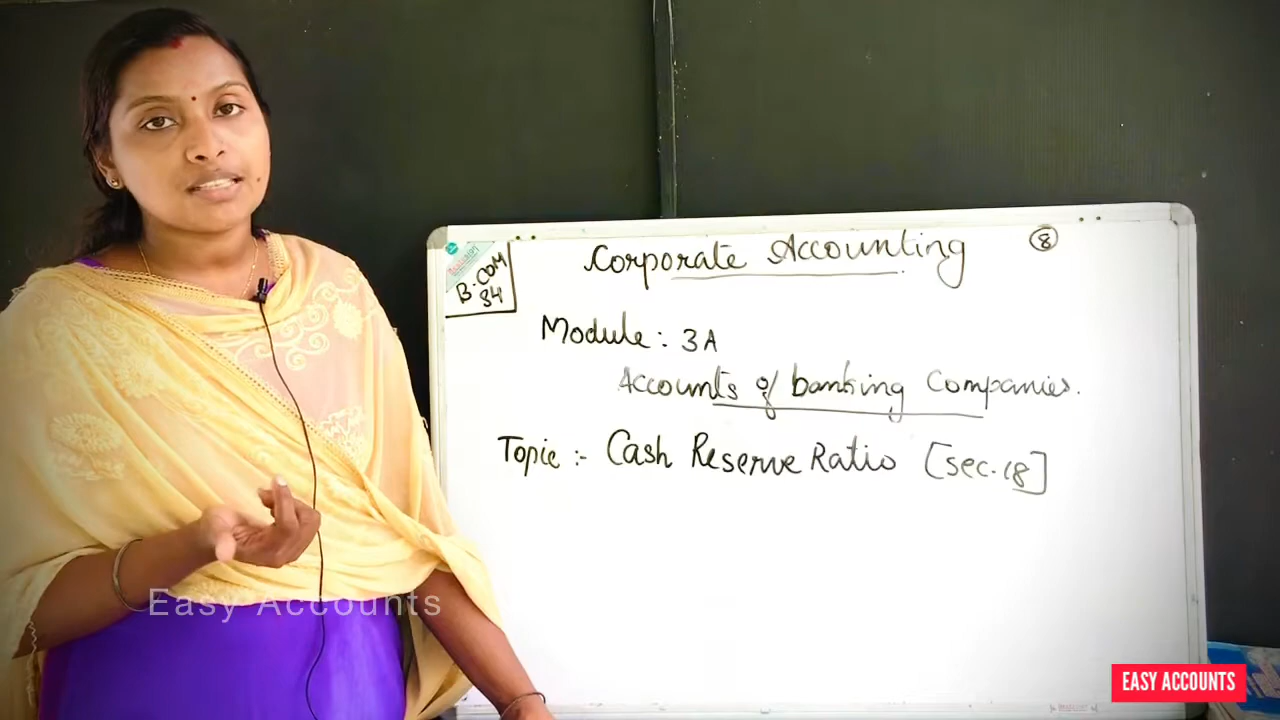 Corporate Accounting
8
B.COM
S4
Module : 3A
Accounts of banking Companies.
Topic :- Cash Reserve Ratio [Sec. 18]
Easy Accounts
EASY ACCOUNTS